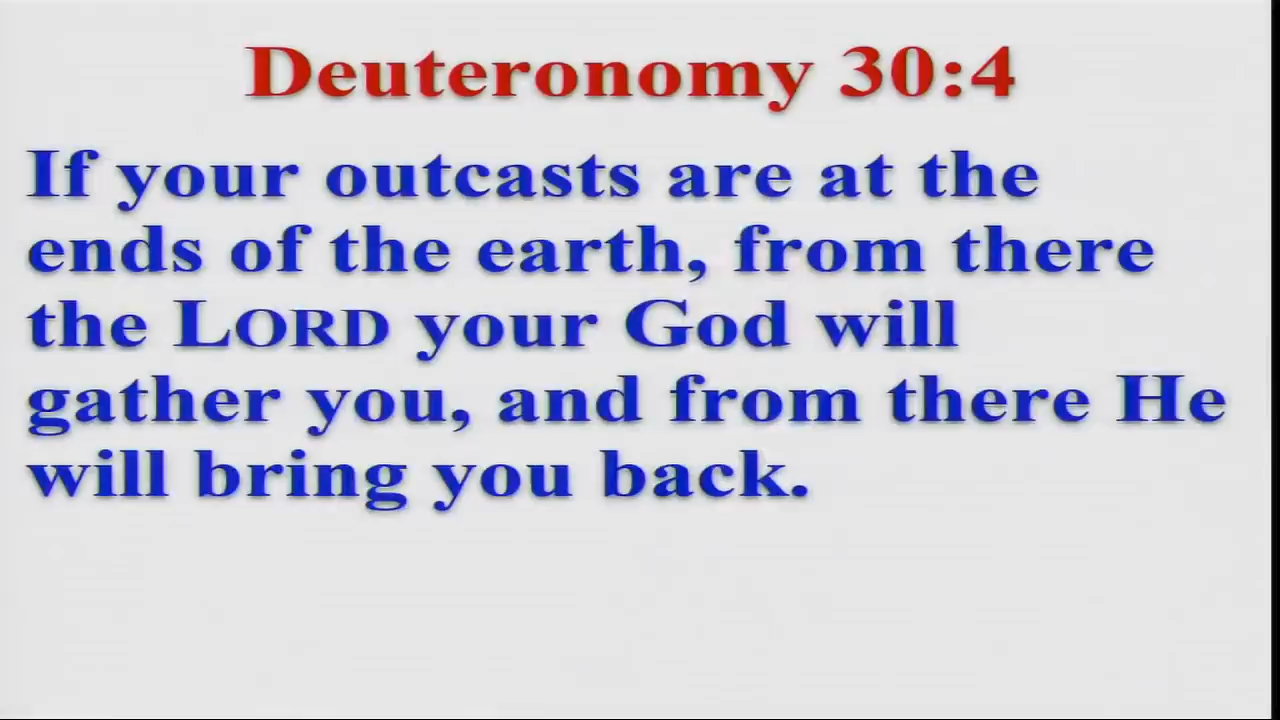 Deuteronomy 30:4
If your outcasts are at the
ends of the earth, from there
the LORD your God will
gather you, and from there He
will bring you back.